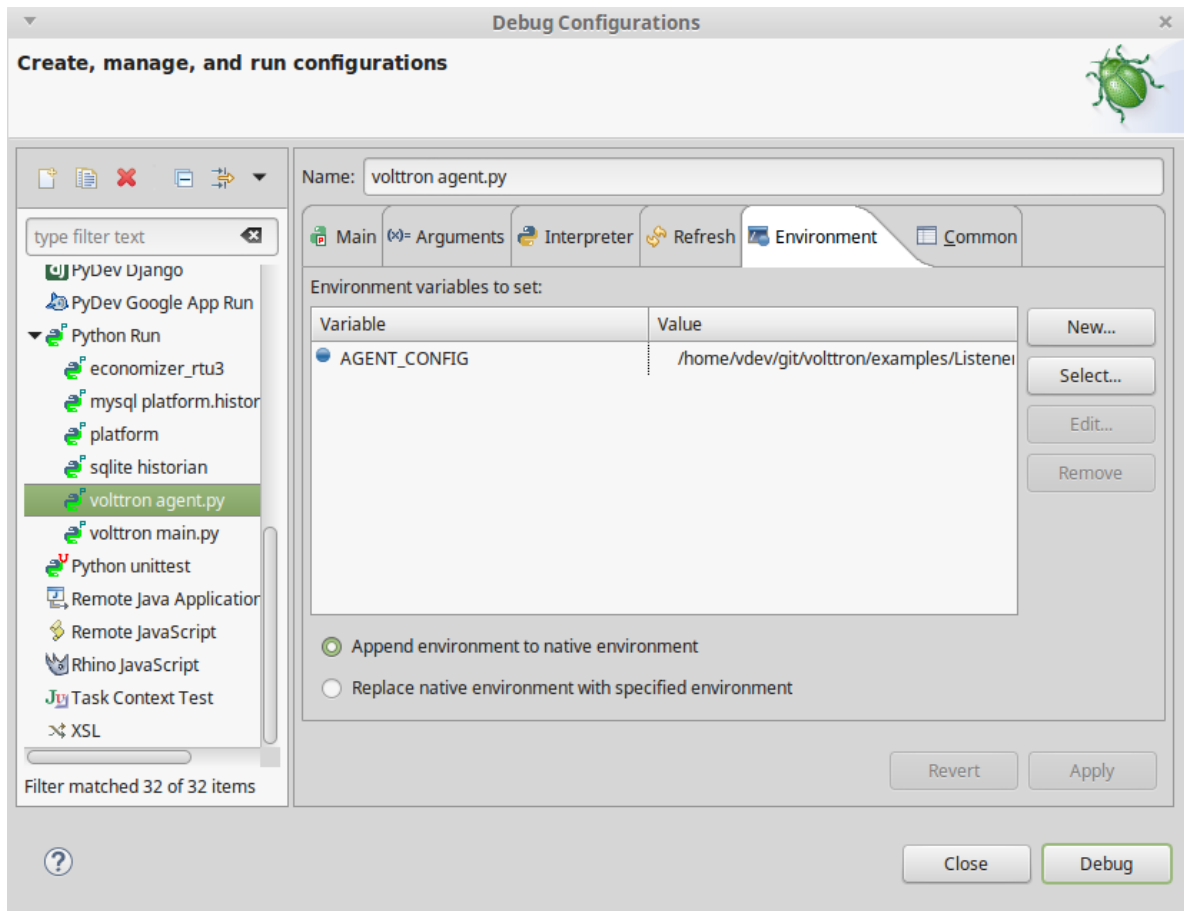 Debug Configurations
Create, manage, and run configurations
Name: volttron agent.py
type filter text
Main (x)= Arguments Interpreter Refresh Environment Common
PyDev Django
PyDev Google App Run
Python Run
economizer_rtu3
mysql platform.histor
platform
sqlite historian
volttron agent.py
volttron main.py
Python unittest
Remote Java Application
Remote JavaScript
Rhino JavaScript
Task Context Test
XSL
Filter matched 32 of 32 items
Environment variables to set:
Variable Value
AGENT_CONFIG /home/vdev/git/volttron/examples/Listener
New...
Select...
Edit...
Remove
Append environment to native environment
Replace native environment with specified environment
Revert Apply
Close Debug